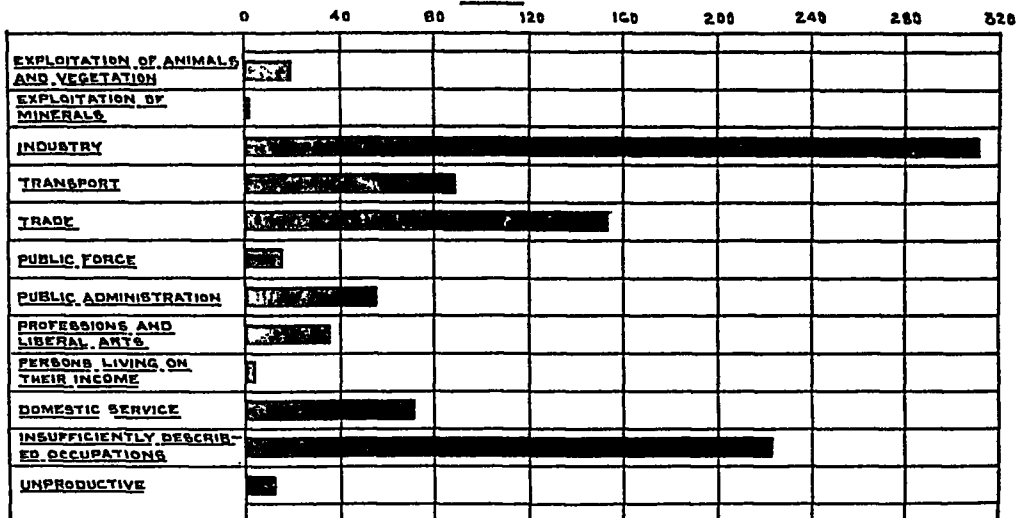 0 40 80 120 160 200 240 280 320
EXPLOITATION OF ANIMALS
AND VEGETATION
EXPLOITATION OF
MINERALS
INDUSTRY
TRANSPORT
TRADE
PUBLIC FORCE
PUBLIC ADMINISTRATION
PROFESSIONS AND
LIBERAL ARTS
PERSONS LIVING ON
THEIR INCOME
DOMESTIC SERVICE
INSUFFICIENTLY DESCRIB-
ED OCCUPATIONS
UNPRODUCTIVE